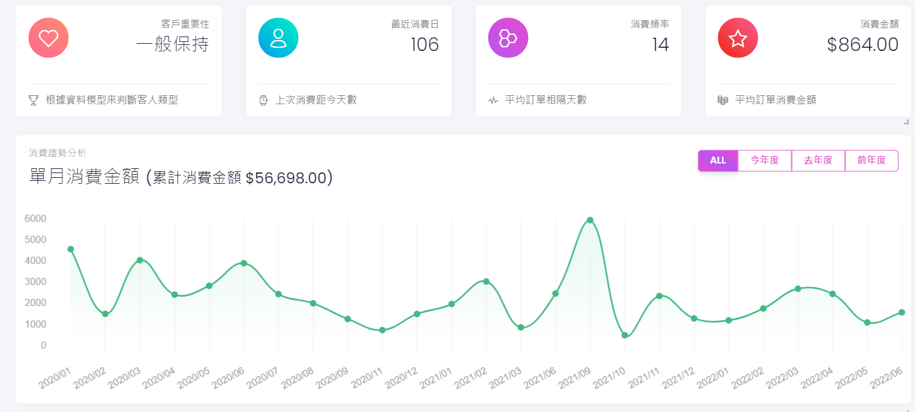 客戶重要性
一般保持
根據資料模型來判斷客人類型
最近消費日
106
上次消費距今天數
消費頻率
14
平均訂單相隔天數
消費金額
$864.00
平均訂單消費金額
消費趨勢分析
單月消費金額 (累計消費金額 $56,698.00)
ALL 今年度 去年度 前年度
6000
5000
4000
3000
2000
1000
0
2020/01 2020/02 2020/03 2020/04 2020/05 2020/06 2020/07 2020/08 2020/09 2020/11 2020/12 2021/01 2021/02 2021/03 2021/06 2021/09 2021/10 2021/11 2021/12 2022/01 2022/02 2022/03 2022/04 2022/05 2022/06